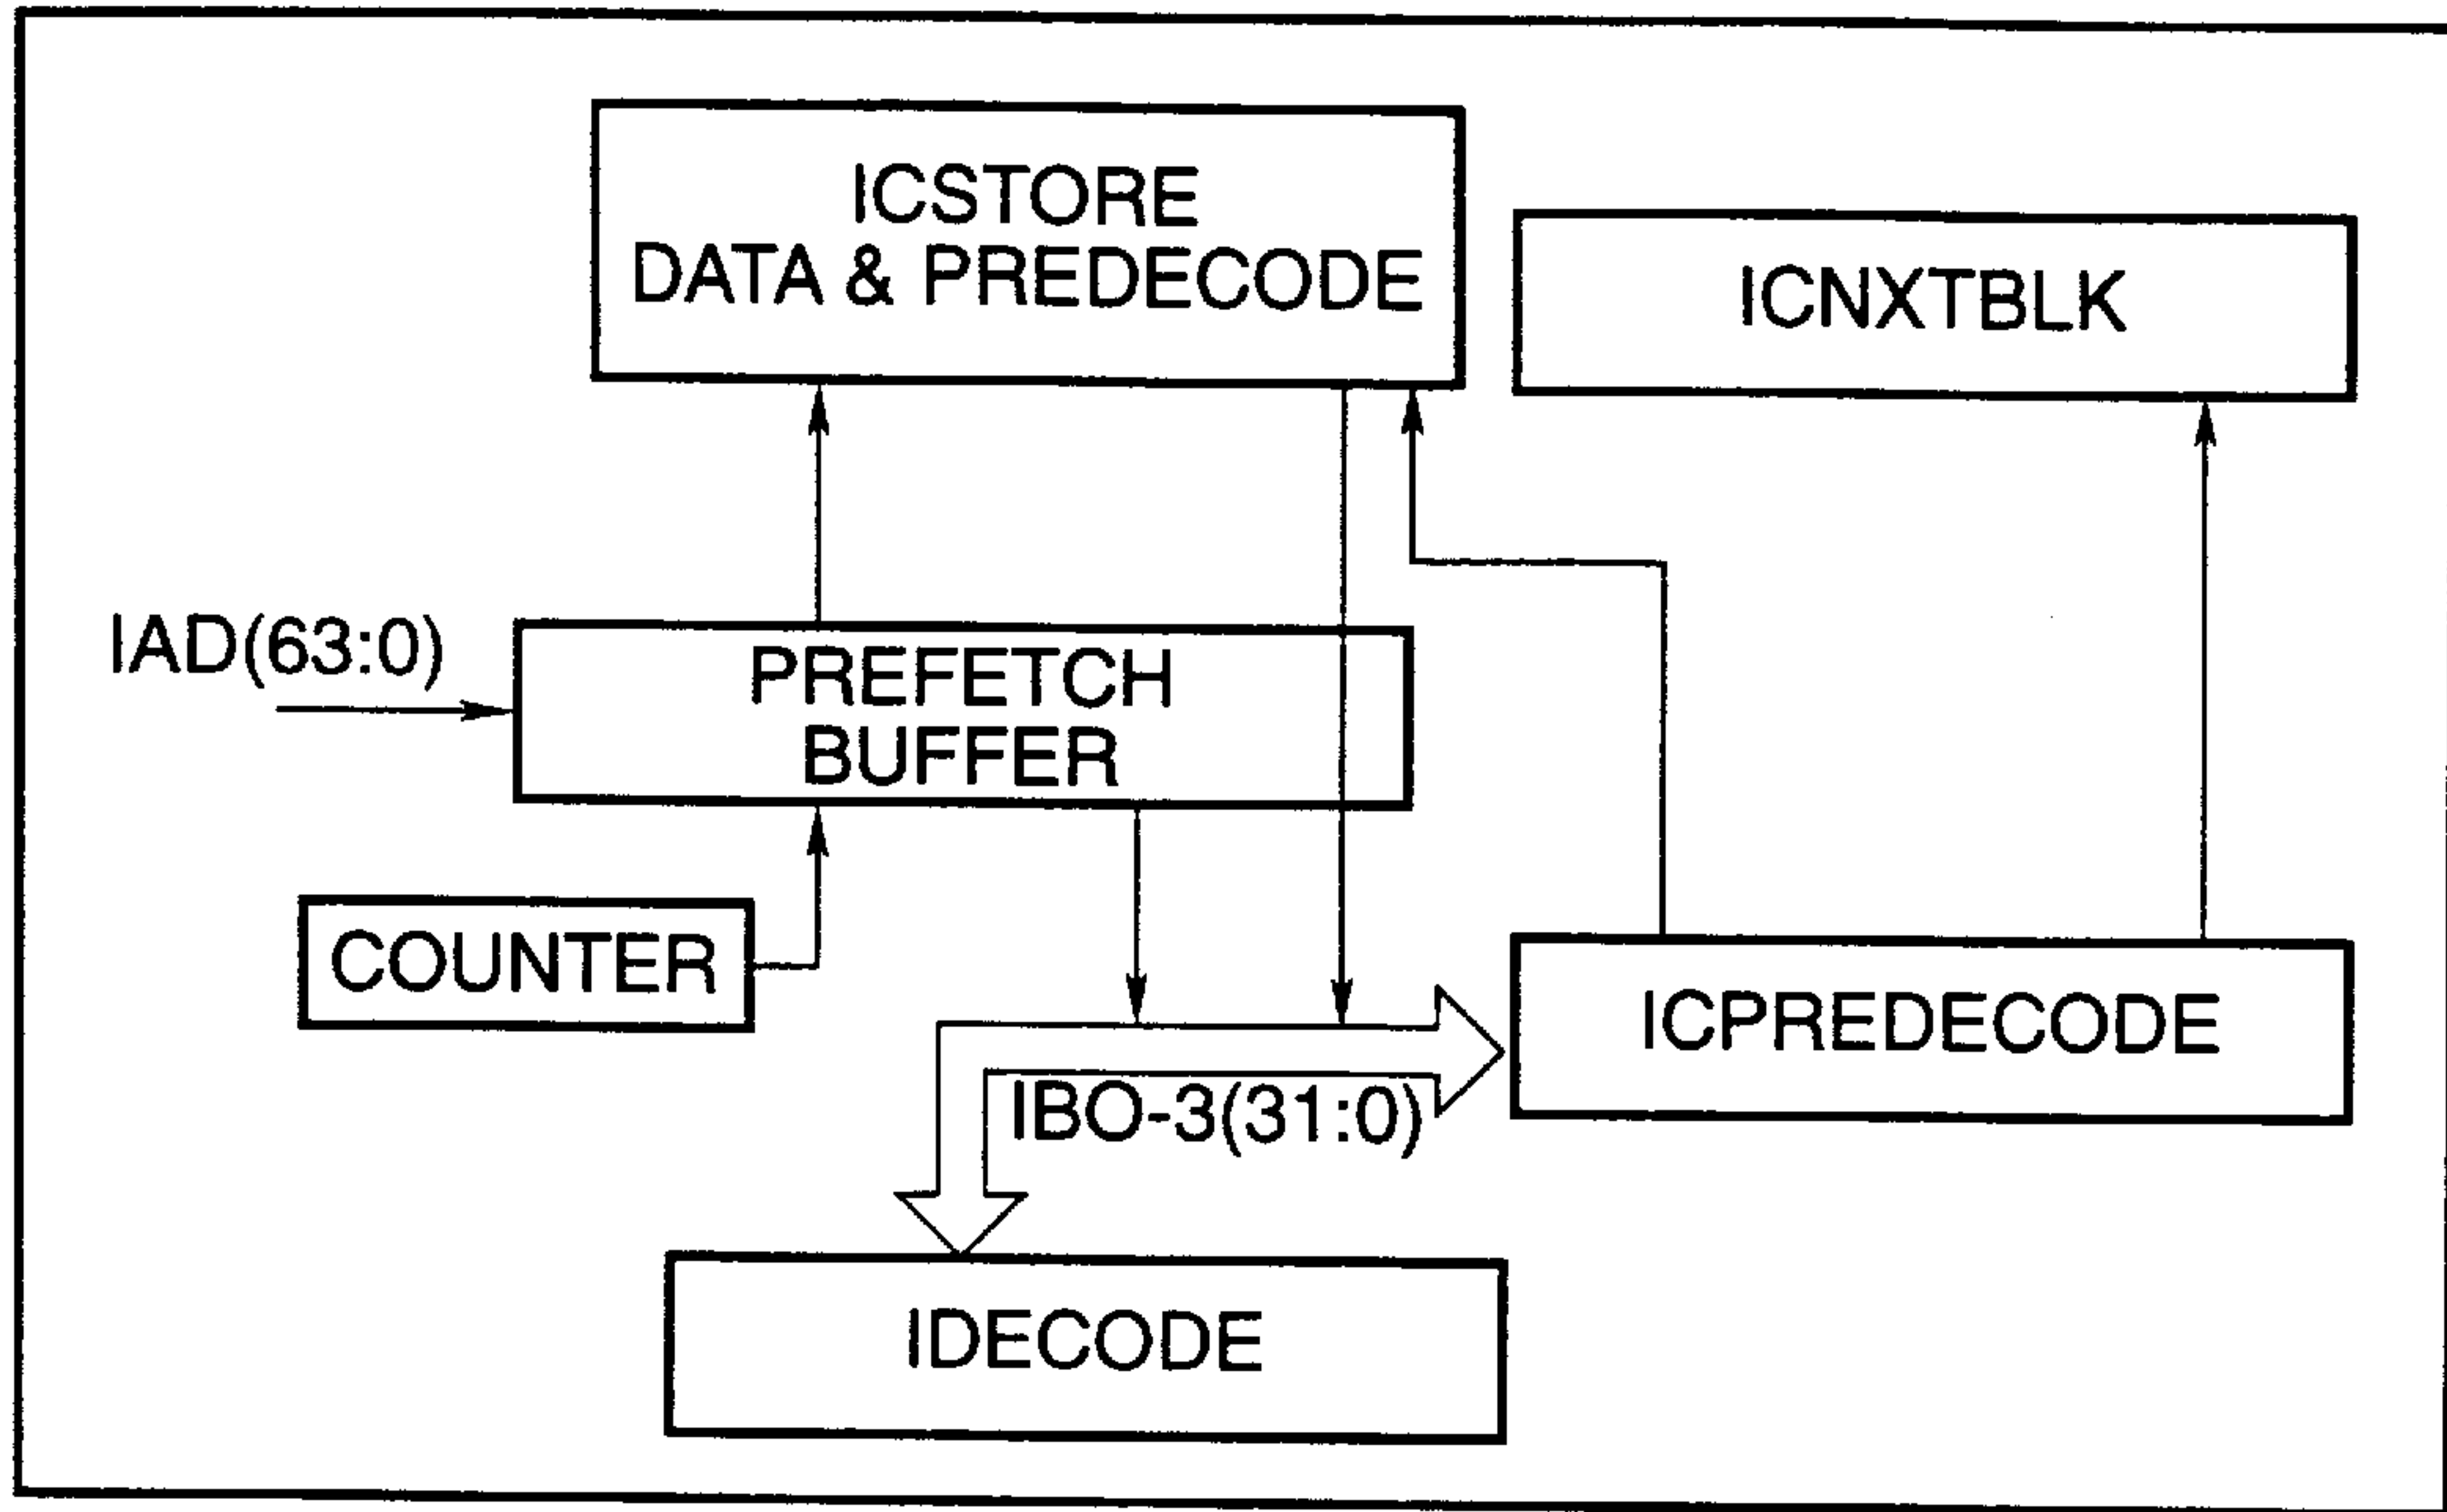 ICSTORE
DATA & PREDECODE
ICNXTBLK
IAD(63:0)
PREFETCH
BUFFER
COUNTER
ICPREDECODE
IBO-3(31:0)
IDECODE